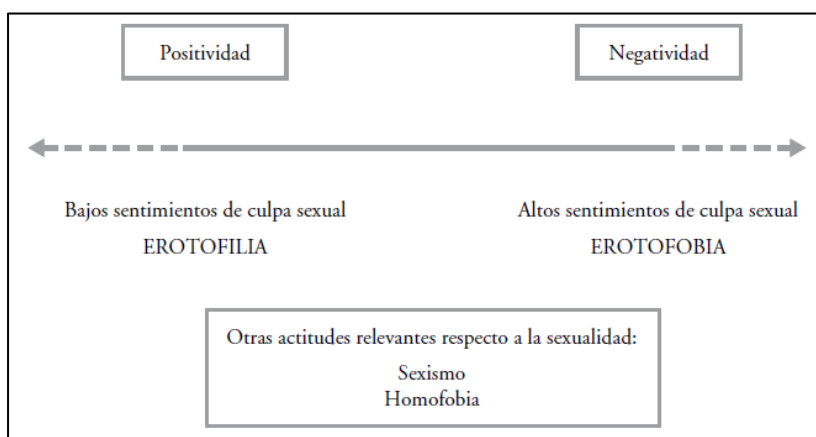 Positividad
Negatividad
Bajos sentimientos de culpa sexual
EROTOFILIA
Altos sentimientos de culpa sexual
EROTOFOBIA
Otras actitudes relevantes respecto a la sexualidad:
Sexismo
Homofobia